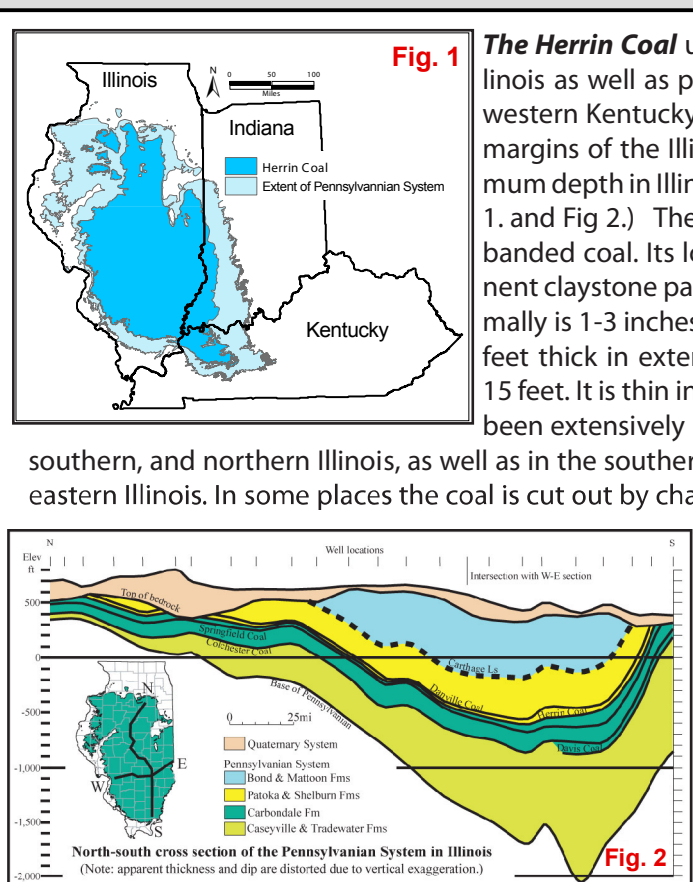 Fig. 1
Illinois
N
0 50 100
Miles
Indiana
Herrin Coal
Extent of Pennsylvannian System
Kentucky
The Herrin Coal u
linois as well as p
western Kentucky
margins of the Illi
mum depth in Illin
1. and Fig 2.) The
banded coal. Its lo
nent claystone pa
mally is 1-3 inches
feet thick in exter
15 feet. It is thin in
been extensively
southern, and northern Illinois, as well as in the souther
eastern Illinois. In some places the coal is cut out by cha
N
Well locations
S
Elev
ft
Intersection with W-E section
Top of bedrock
500
Springfield Coal
Colchester Coal
Carthage Ls
0
Base of Pennsylvanian
Danville Coal
Herrin Coal
Davis Coal
N
0 25mi
-500
Quaternary System
E
Pennsylvanian System
Bond & Mattoon Fms
-1,000
W
Patoka & Shelburn Fms
Carbondale Fm
S
Caseyville & Tradewater Fms
-1,500
North-south cross section of the Pennsylvanian System in Illinois
(Note: apparent thickness and dip are distorted due to vertical exaggeration.)
Fig. 2
-2,000